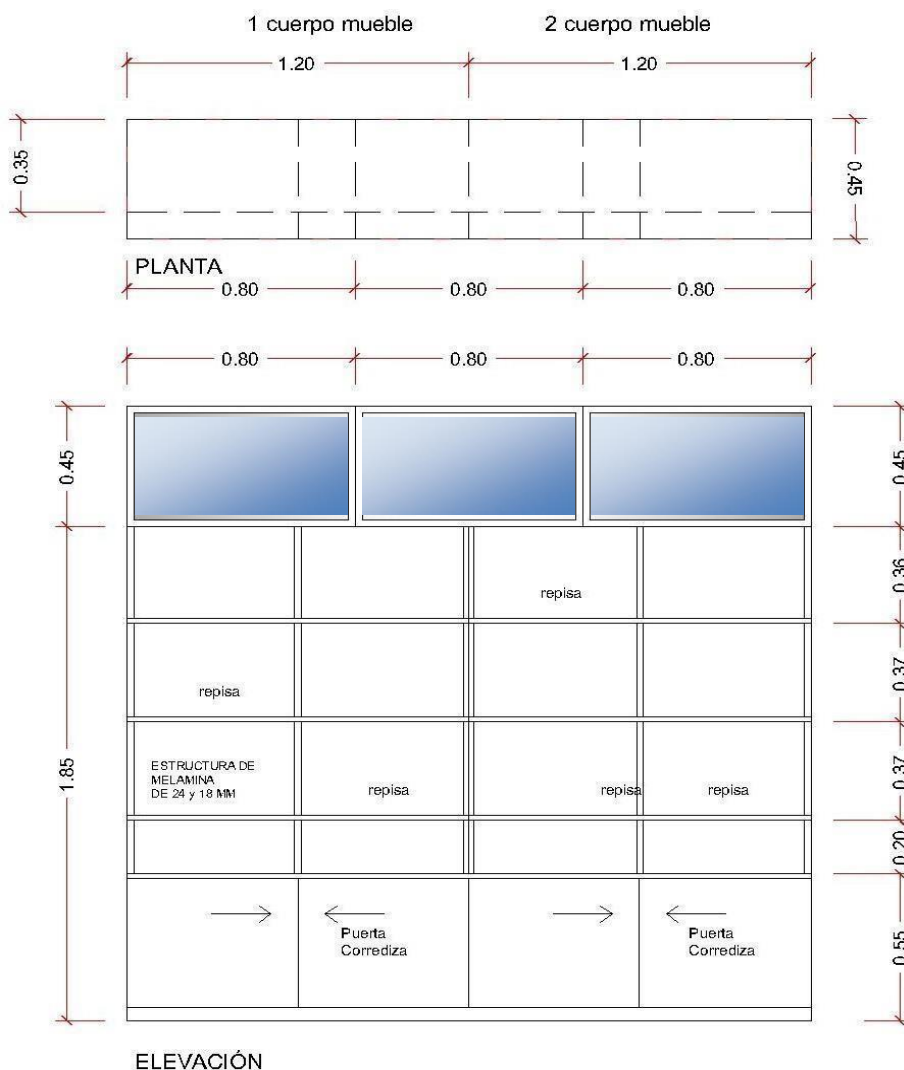 1 cuerpo mueble
2 cuerpo mueble
1.20
1.20
0.35
0.45
PLANTA
0.80
0.80
0.80
0.80
0.80
0.80
0.45
0.45
0.36
repisa
0.37
repisa
1.85
ESTRUCTURA DE
MELAMINA
DE 24 y 18 MM
repisa
repisa
repisa
0.37
0.20
Puerta
Corrediza
Puerta
Corrediza
0.55
ELEVACIÓN